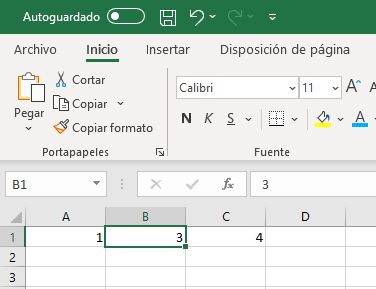 Autoguardado
Archivo Inicio Insertar Disposición de página
Pegar
Cortar
Copiar
Copiar formato
Portapapeles
Calibri 11 A
N K S A
Fuente
B1 fx 3
A B C D
1 1 3 4
2
3